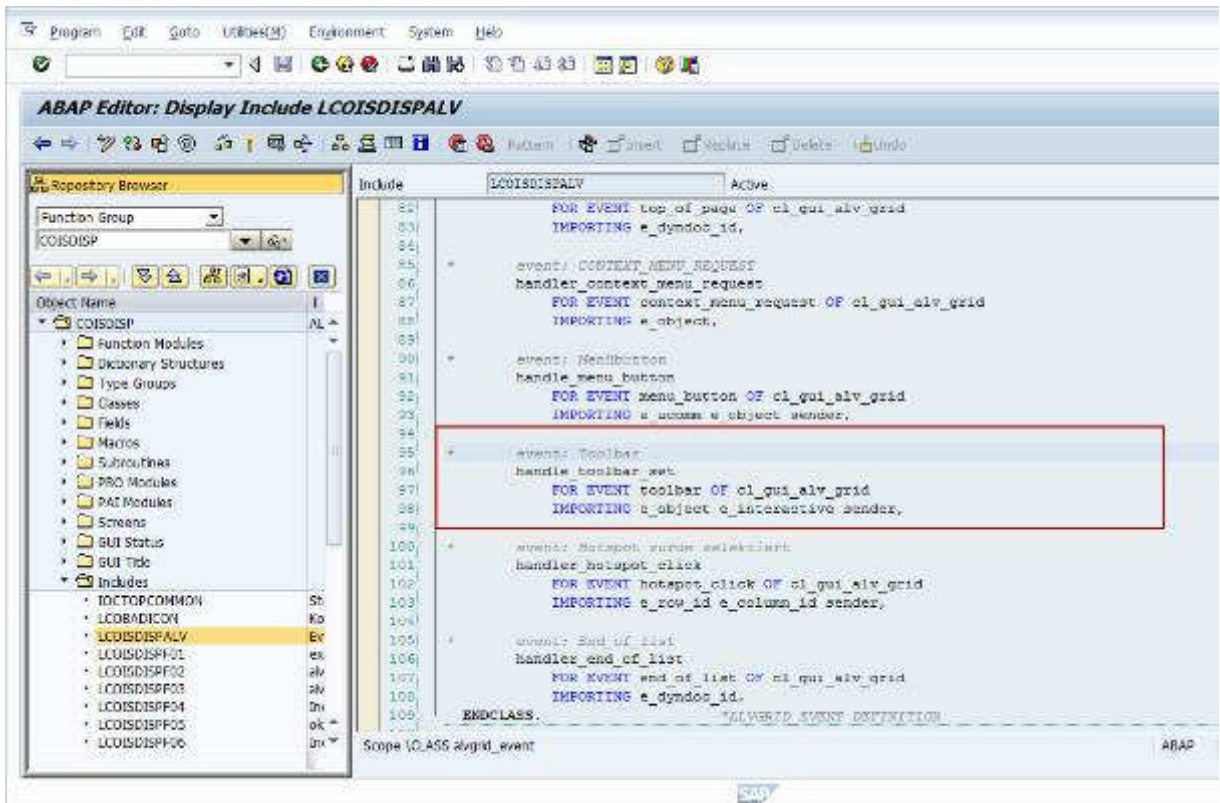 Program Edit Goto Utilities(M) Environment System Help
ABAP Editor: Display Include LCOISDISPALV
Pattern Insert Replace Delete Undo
Repository Browser
Function Group
COISDISP
Object Name
COISDISP
Function Modules
Dictionary Structures
Type Groups
Classes
Fields
Macros
Subroutines
PBO Modules
PAI Modules
Screens
GUI Status
GUI Title
Includes
IOCTOPCOMMON St
LCOBADICON Ko
LCOISDISPALV Ev
LCOISDISPF01 ex
LCOISDISPF02 alv
LCOISDISPF03 alv
LCOISDISPF04
LCOISDISPF05 ok
LCOISDISPF06
Include LCOISDISPALV Active
82 FOR EVENT top_of_page OF cl_gui_alv_grid
83 IMPORTING e_dyndoc_id,
84
85 * event: CONTEXT_MENU_REQUEST
86 handler_context_menu_request
87 FOR EVENT context_menu_request OF cl_gui_alv_grid
88 IMPORTING e_object,
89
90 * event: Menübutton
91 handle_menu_button
92 FOR EVENT menu_button OF cl_gui_alv_grid
93 IMPORTING e_ucomm e_object sender,
94
95 * event: Toolbar
96 handle_toolbar_set
97 FOR EVENT toolbar OF cl_gui_alv_grid
98 IMPORTING e_object e_interactive sender,
99
100 * event: Hotspot wurde selektiert
101 handler_hotspot_click
102 FOR EVENT hotspot_click OF cl_gui_alv_grid
103 IMPORTING e_row_id e_column_id sender,
104
105 * event: End of list
106 handler_end_of_list
107 FOR EVENT end_of_list OF cl_gui_alv_grid
108 IMPORTING e_dyndoc_id.
109 ENDCLASS. "ALVGRID_EVENT DEFINITION
Scope \CLASS alvgrid_event ABAP
SAP